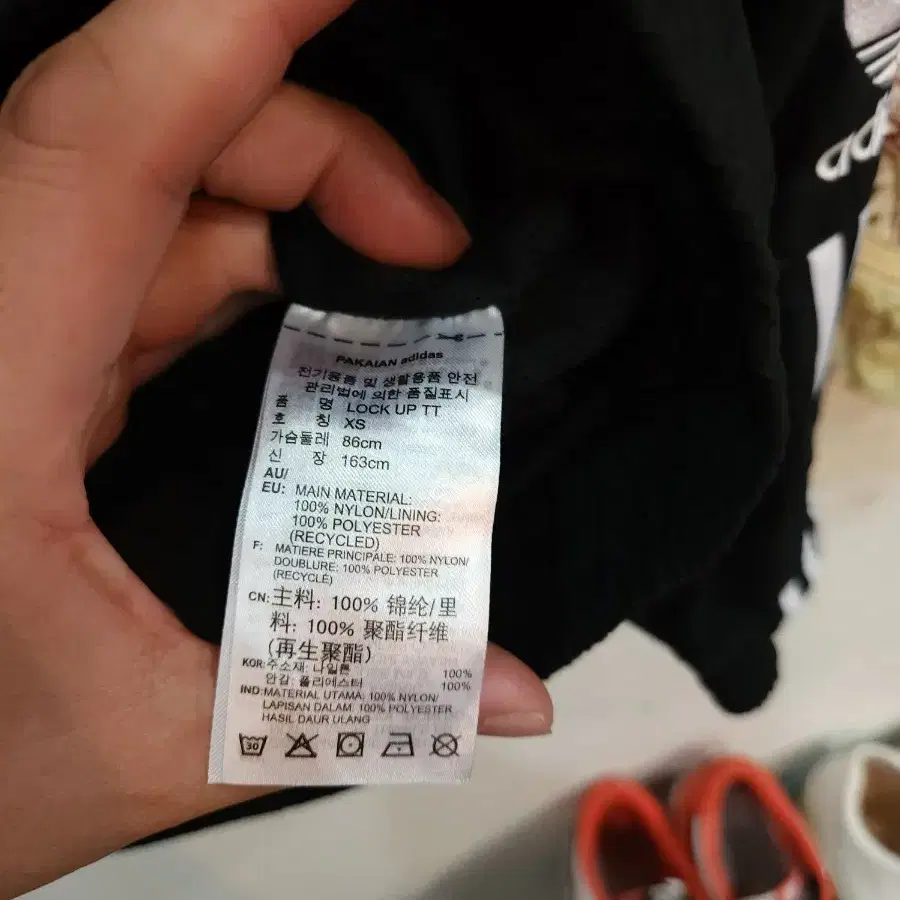 PAKAIAN adidas
전기용품 및 생활용품 안전
관리법에 의한 품질표시
품 명 LOCK UP TT
호 칭 XS
가슴둘레 86cm
신 장 163cm
AU/
EU: MAIN MATERIAL:
100% NYLON/LINING:
100% POLYESTER
(RECYCLED)
F: MATIERE PRINCIPALE: 100% NYLON/
DOUBLURE: 100% POLYESTER
(RECYCLÉ)
CN:主料: 100% 锦纶/里
料: 100% 聚酯纤维
(再生聚酯)
KOR:주소재: 나일론 100%
안감: 폴리에스터 100%
IND:MATERIAL UTAMA: 100% NYLON/
LAPISAN DALAM: 100% POLYESTER
HASIL DAUR ULANG
30